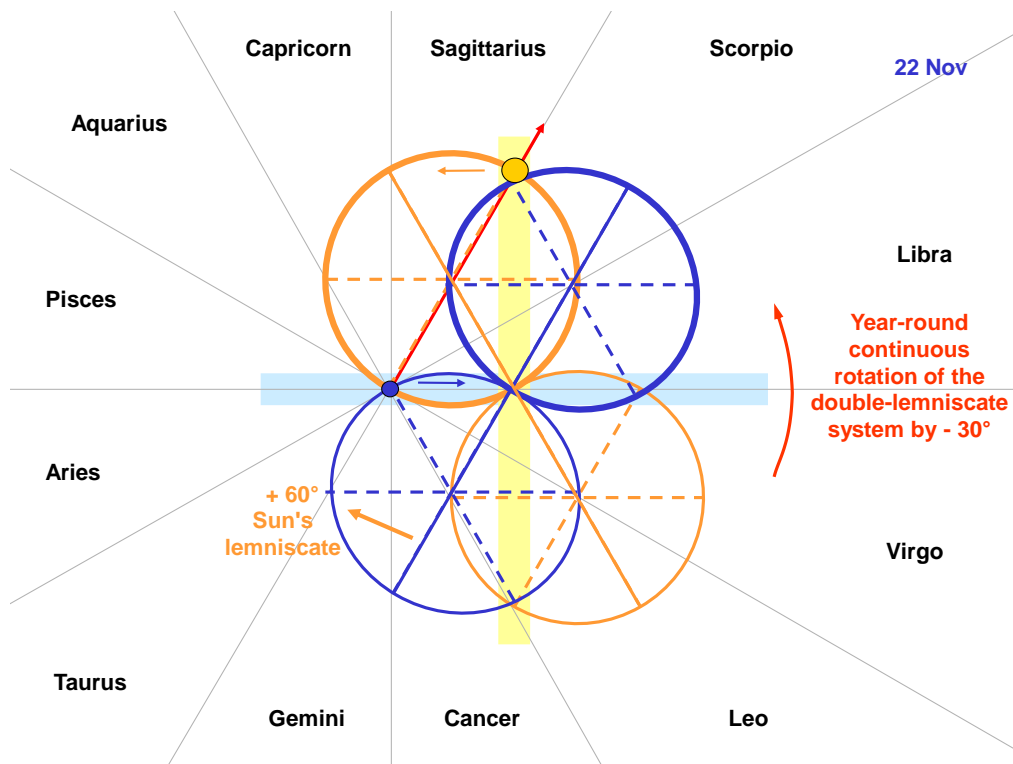 Capricorn
Sagittarius
Scorpio
22 Nov
Aquarius
Libra
Pisces
Year-round
continuous
rotation of the
double-lemniscate
system by - 30°
Aries
+ 60°
Sun's
lemniscate
Virgo
Taurus
Gemini
Cancer
Leo